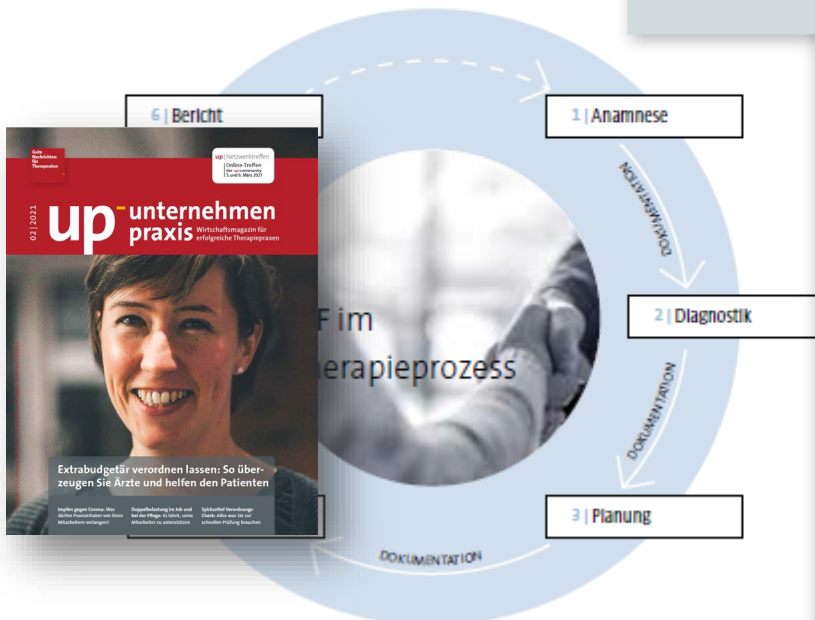 6 | Bericht
1 | Anamnese
DOKUMENTATION
2 | Diagnostik
DOKUMENTATION
3 | Planung
DOKUMENTATION
F im
erapieprozess
Gute
Nachrichten
für
Therapeuten
up | Netzwerktreffen
Online-Treffen
der up-community
5. und 6. März 2021
02 | 2021
up-unternehmen
praxis
Wirtschaftsmagazin für
erfolgreiche Therapiepraxen
Extrabudgetär verordnen lassen: So über-
zeugen Sie Ärzte und helfen den Patienten
Impfen gegen Corona: Was
dürfen Praxisinhaber von ihren
Mitarbeitern verlangen?
Doppelbelastung im Job und
bei der Pflege: Es lohnt, seine
Mitarbeiter zu unterstützen
Spickzettel Verordnungs-
Check: Alles was Sie zur
schnellen Prüfung brauchen